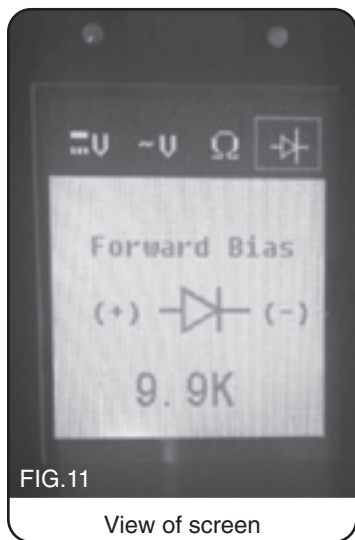 V ~V Ω
Forward Bias
(+) (-)
9.9K
FIG.11
View of screen